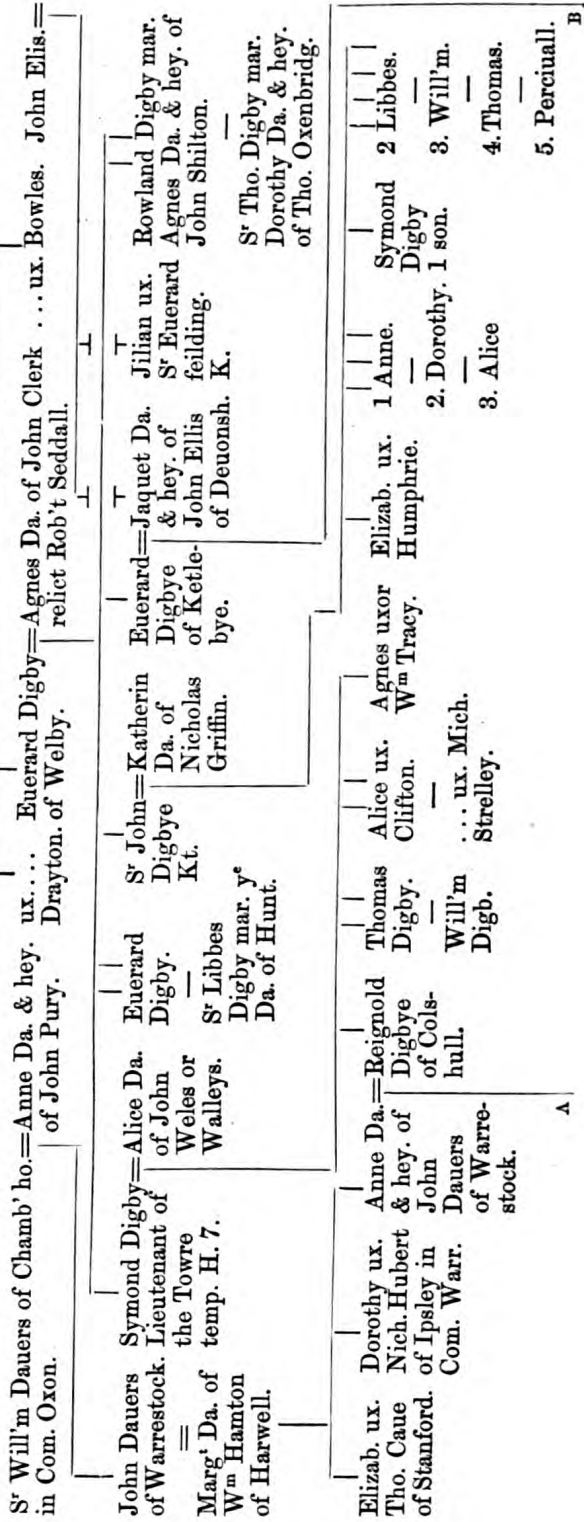 Sʳ Will'm Dauers of Chamb' ho.=Anne Da. & hey.
in Com. Oxon.
of John Pury.
ux....
Drayton.
Euerard Digby=Agnes Da. of John Clerk
of Welby.
relict Rob't Seddall.
... ux. Bowles.
John Elis.=
John Dauers
of Warrestock.
=
Margᵗ Da. of
Wᵐ Hamton
of Harwell.
Symond Digby=Alice Da.
Lieutenant of
the Towre
temp. H. 7.
of John
Weles or
Walleys.
Euerard
Digby.
—
Sʳ Libbes
Digby mar. yᵉ
Da. of Hunt.
Sʳ John=Katherin
Digbye
Kt.
Da. of
Nicholas
Griffin.
Euerard=Jaquet Da.
Digbye
of Ketle-
bye.
& hey. of
John Ellis
of Deuonsh.
Jilian ux.
Sʳ Euerard
feilding.
K.
Rowland Digby mar.
Agnes Da. & hey. of
John Shilton.
—
Sʳ Tho. Digby mar.
Dorothy Da. & hey.
of Tho. Oxenbridg.
Elizab. ux.
Tho. Caue
of Stanford.
Dorothy ux.
Nich. Hubert
of Ipsley in
Com. Warr.
Anne Da.=Reignold
& hey. of
John
Dauers
of Warre-
stock.
Digbye
of Cols-
hull.
A
Thomas
Digby.
—
Will'm
Digb.
Alice ux.
Clifton.
—
... ux. Mich.
Strelley.
Agnes uxor
Wᵐ Tracy.
Elizab. ux.
Humphrie.
1 Anne.
—
2. Dorothy.
—
3. Alice
Symond
Digby
1 son.
2 Libbes.
—
3. Will'm.
—
4. Thomas.
—
5. Perciuall.
B